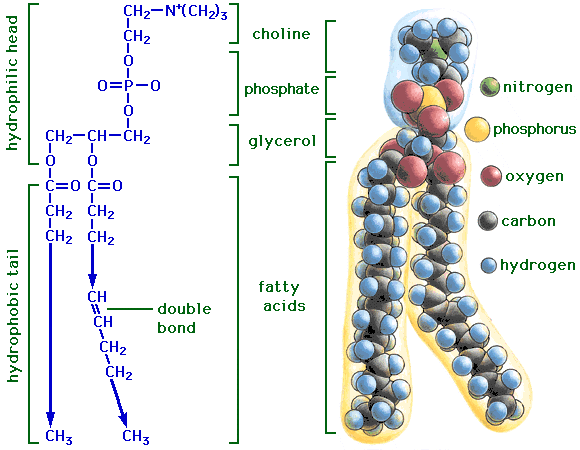 hydrophilic head
hydrophobic tail
CH₂—N⁺(CH₂)₃
CH₂
O
O=P—O
O
CH₂—CH—CH₂
O O
C=O C=O
CH₂ CH₂
CH₂ CH₂
CH
CH
CH₂
CH₂
CH₃ CH₃
double
bond
choline
phosphate
glycerol
fatty
acids
nitrogen
phosphorus
oxygen
carbon
hydrogen